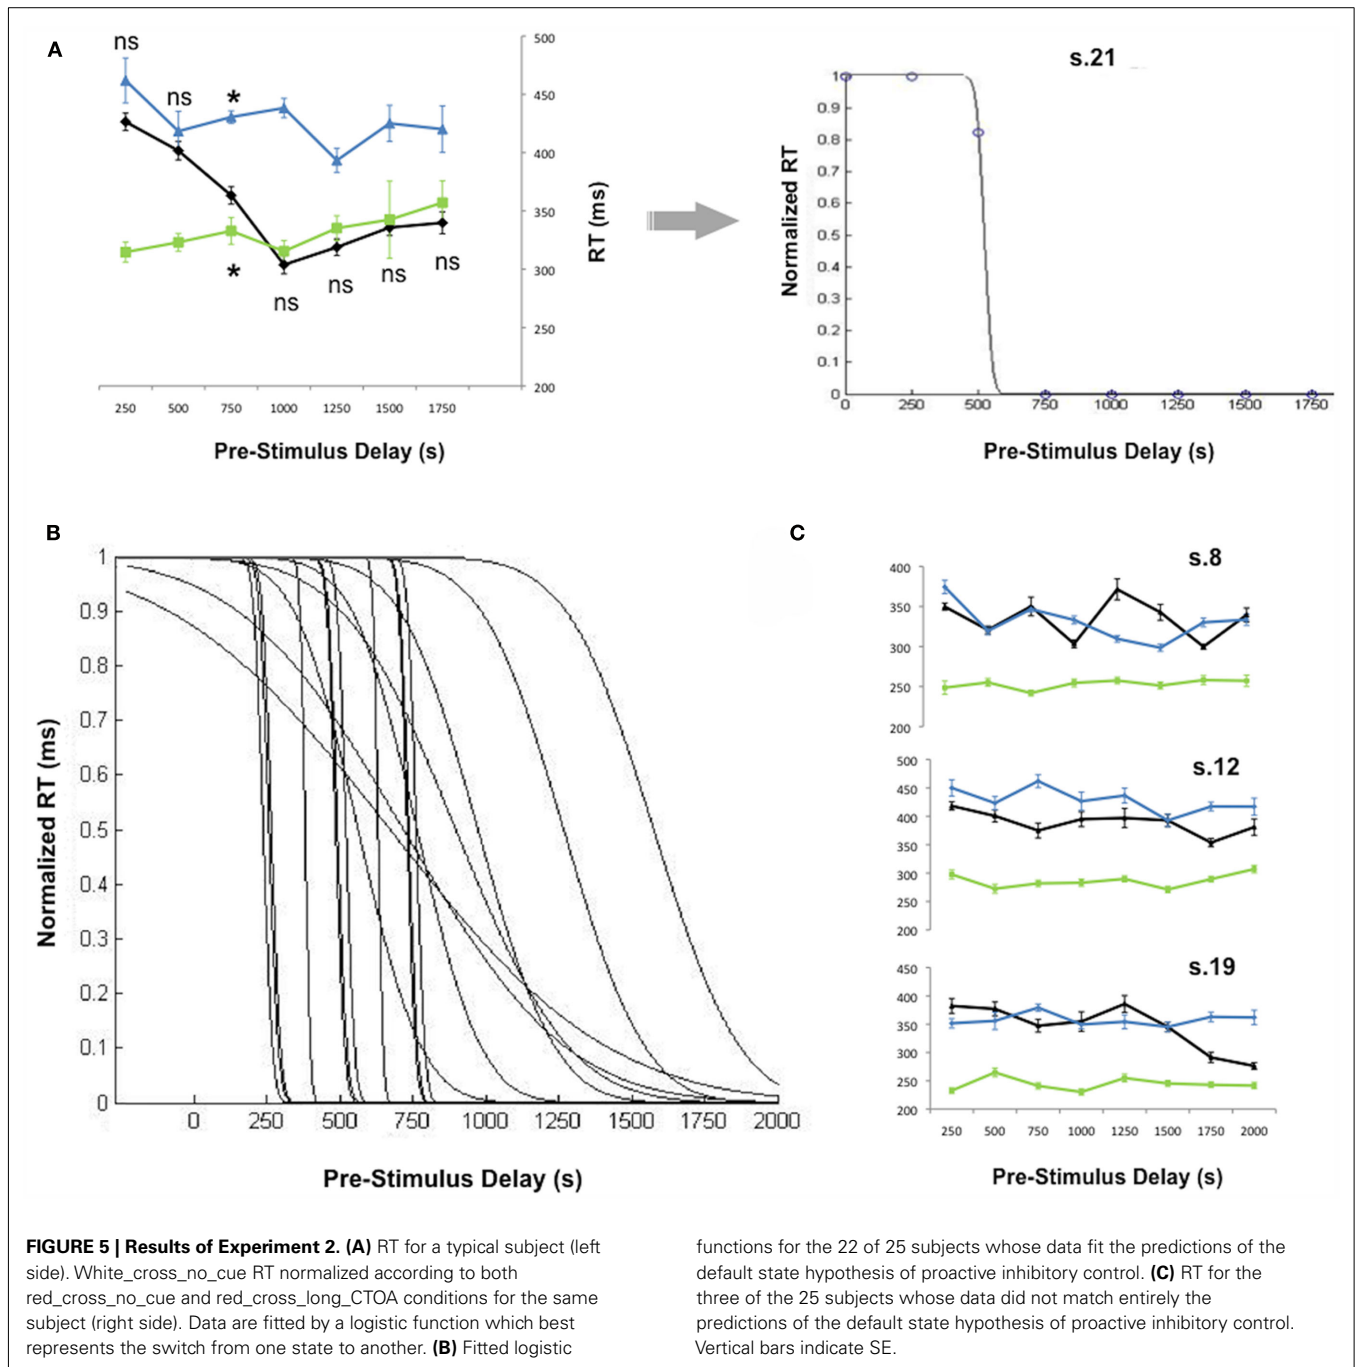 A
ns
ns
*
*
ns
ns
ns
ns
500
450
400
350
300
250
200
RT (ms)
250 500 750 1000 1250 1500 1750
Pre-Stimulus Delay (s)
s.21
1
0.9
0.8
0.7
0.6
0.5
0.4
0.3
0.2
0.1
0
Normalized RT
0 250 500 750 1000 1250 1500 1750
Pre-Stimulus Delay (s)
B
1
0.9
0.8
0.7
0.6
0.5
0.4
0.3
0.2
0.1
0
Normalized RT (ms)
0 250 500 750 1000 1250 1500 1750 2000
Pre-Stimulus Delay (s)
C
s.8
400
350
300
250
200
s.12
500
450
400
350
300
250
200
s.19
450
400
350
300
250
200
250 500 750 1000 1250 1500 1750 2000
Pre-Stimulus Delay (s)
FIGURE 5 | Results of Experiment 2. (A) RT for a typical subject (left
side). White_cross_no_cue RT normalized according to both
red_cross_no_cue and red_cross_long_CTOA conditions for the same
subject (right side). Data are fitted by a logistic function which best
represents the switch from one state to another. (B) Fitted logistic
functions for the 22 of 25 subjects whose data fit the predictions of the
default state hypothesis of proactive inhibitory control. (C) RT for the
three of the 25 subjects whose data did not match entirely the
predictions of the default state hypothesis of proactive inhibitory control.
Vertical bars indicate SE.